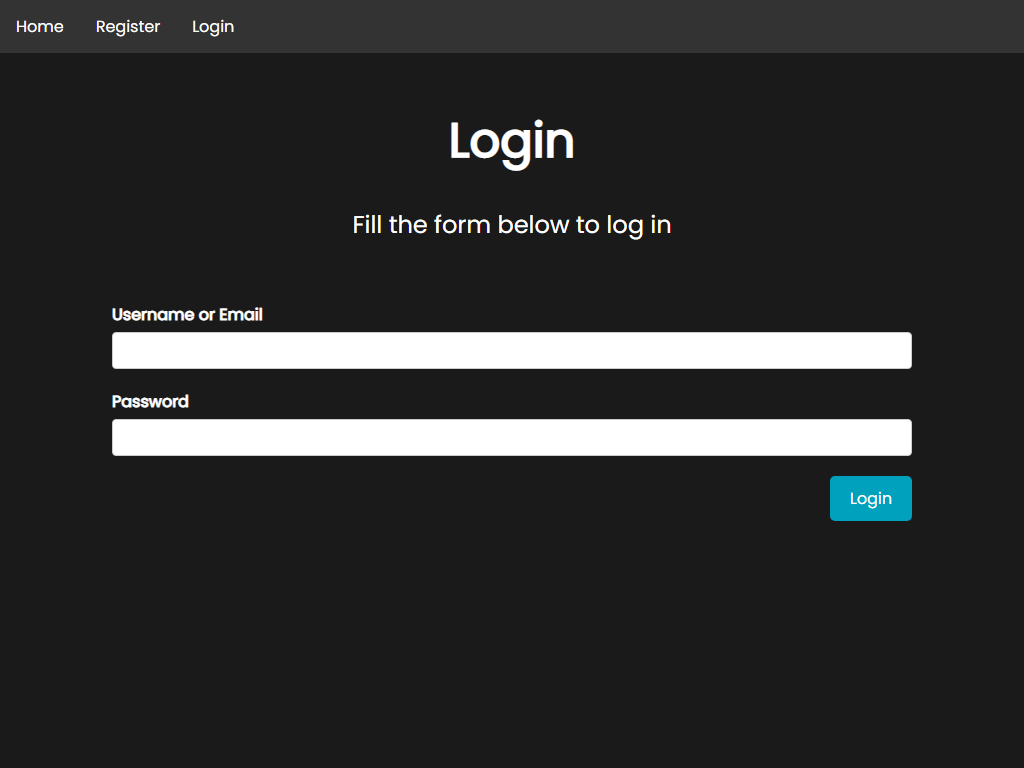 Home Register Login
Login
Fill the form below to log in
Username or Email
Password
Login